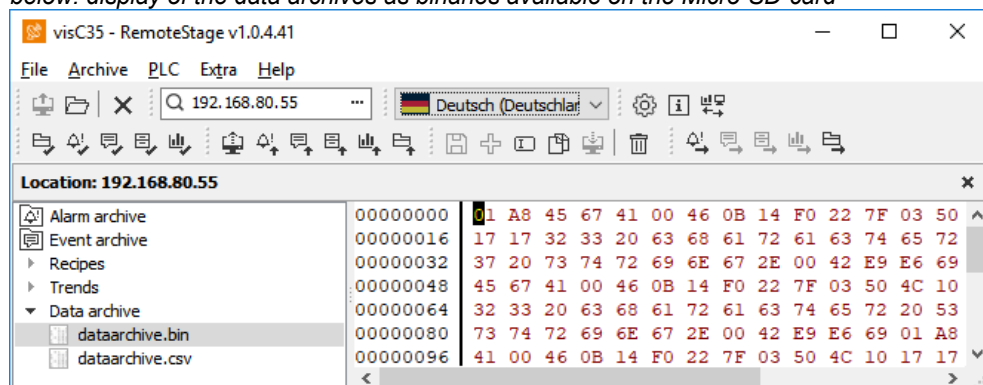 below: display of the data archives as binaries available on the Micro SD-card
visC35 - RemoteStage v1.0.4.41
File Archive PLC Extra Help
192.168.80.55 ... Deutsch (Deutschlar
Location: 192.168.80.55
Alarm archive
Event archive
Recipes
Trends
Data archive
dataarchive.bin
dataarchive.csv
00000000 01 A8 45 67 41 00 46 0B 14 F0 22 7F 03 50
00000016 17 17 32 33 20 63 68 61 72 61 63 74 65 72
00000032 37 20 73 74 72 69 6E 67 2E 00 42 E9 E6 69
00000048 45 67 41 00 46 0B 14 F0 22 7F 03 50 4C 10
00000064 32 33 20 63 68 61 72 61 63 74 65 72 20 53
00000080 73 74 72 69 6E 67 2E 00 42 E9 E6 69 01 A8
00000096 41 00 46 0B 14 F0 22 7F 03 50 4C 10 17 17